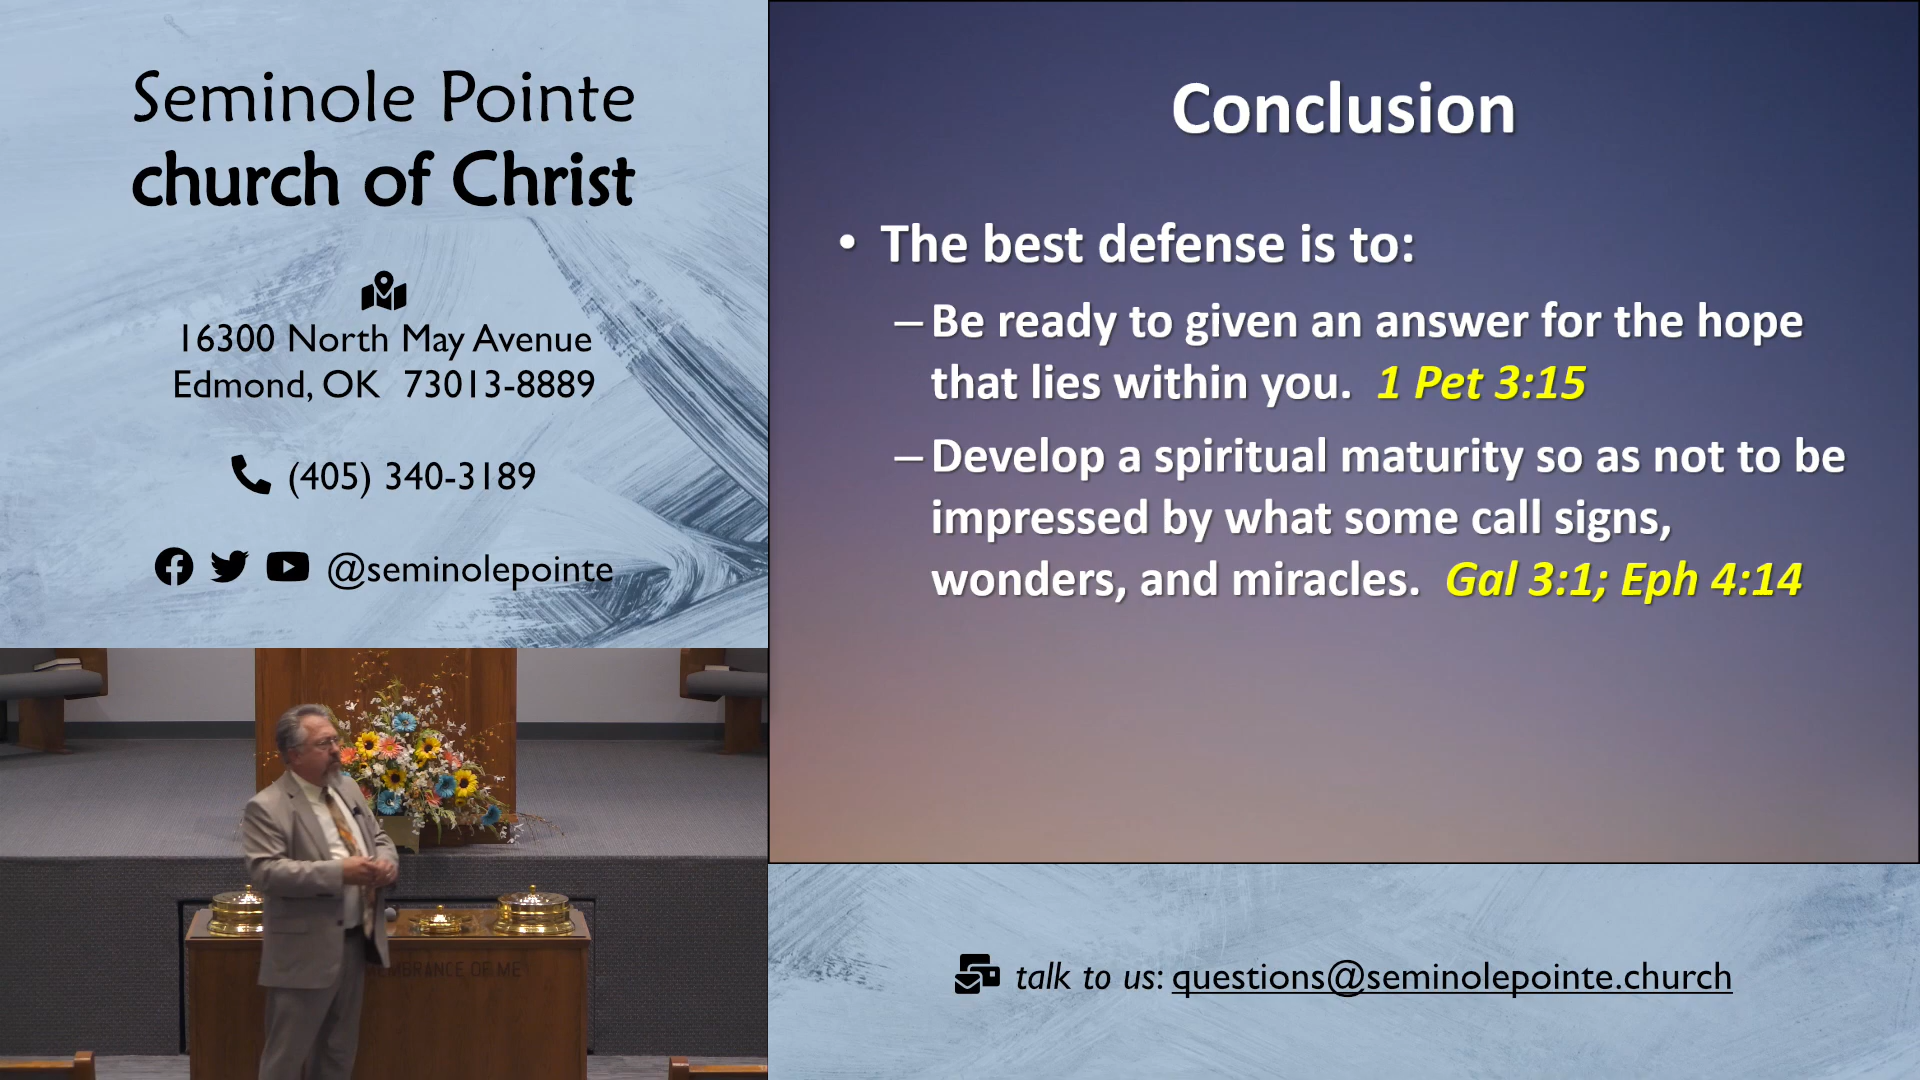 Seminole Pointe
church of Christ
16300 North May Avenue
Edmond, OK 73013-8889
(405) 340-3189
@seminolepointe
Conclusion
• The best defense is to:
– Be ready to given an answer for the hope
that lies within you. 1 Pet 3:15
– Develop a spiritual maturity so as not to be
impressed by what some call signs,
wonders, and miracles. Gal 3:1; Eph 4:14
OF ME
talk to us: questions@seminolepointe.church